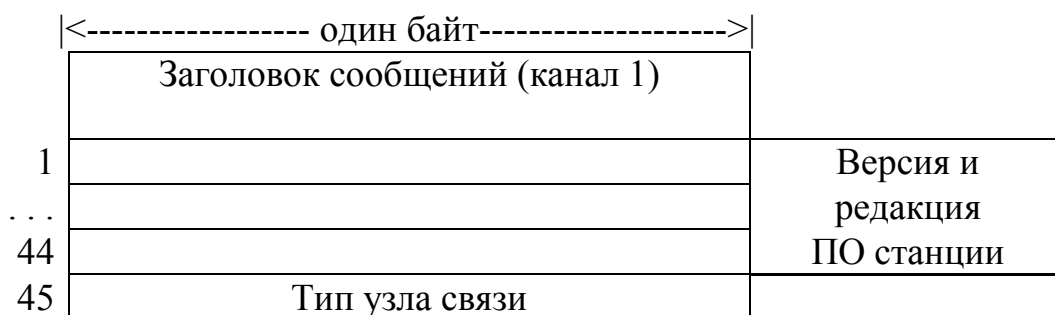 |<------------------ один байт-------------------->|
Заголовок сообщений (канал 1)
1 Версия и
. . . редакция
44 ПО станции
45 Тип узла связи